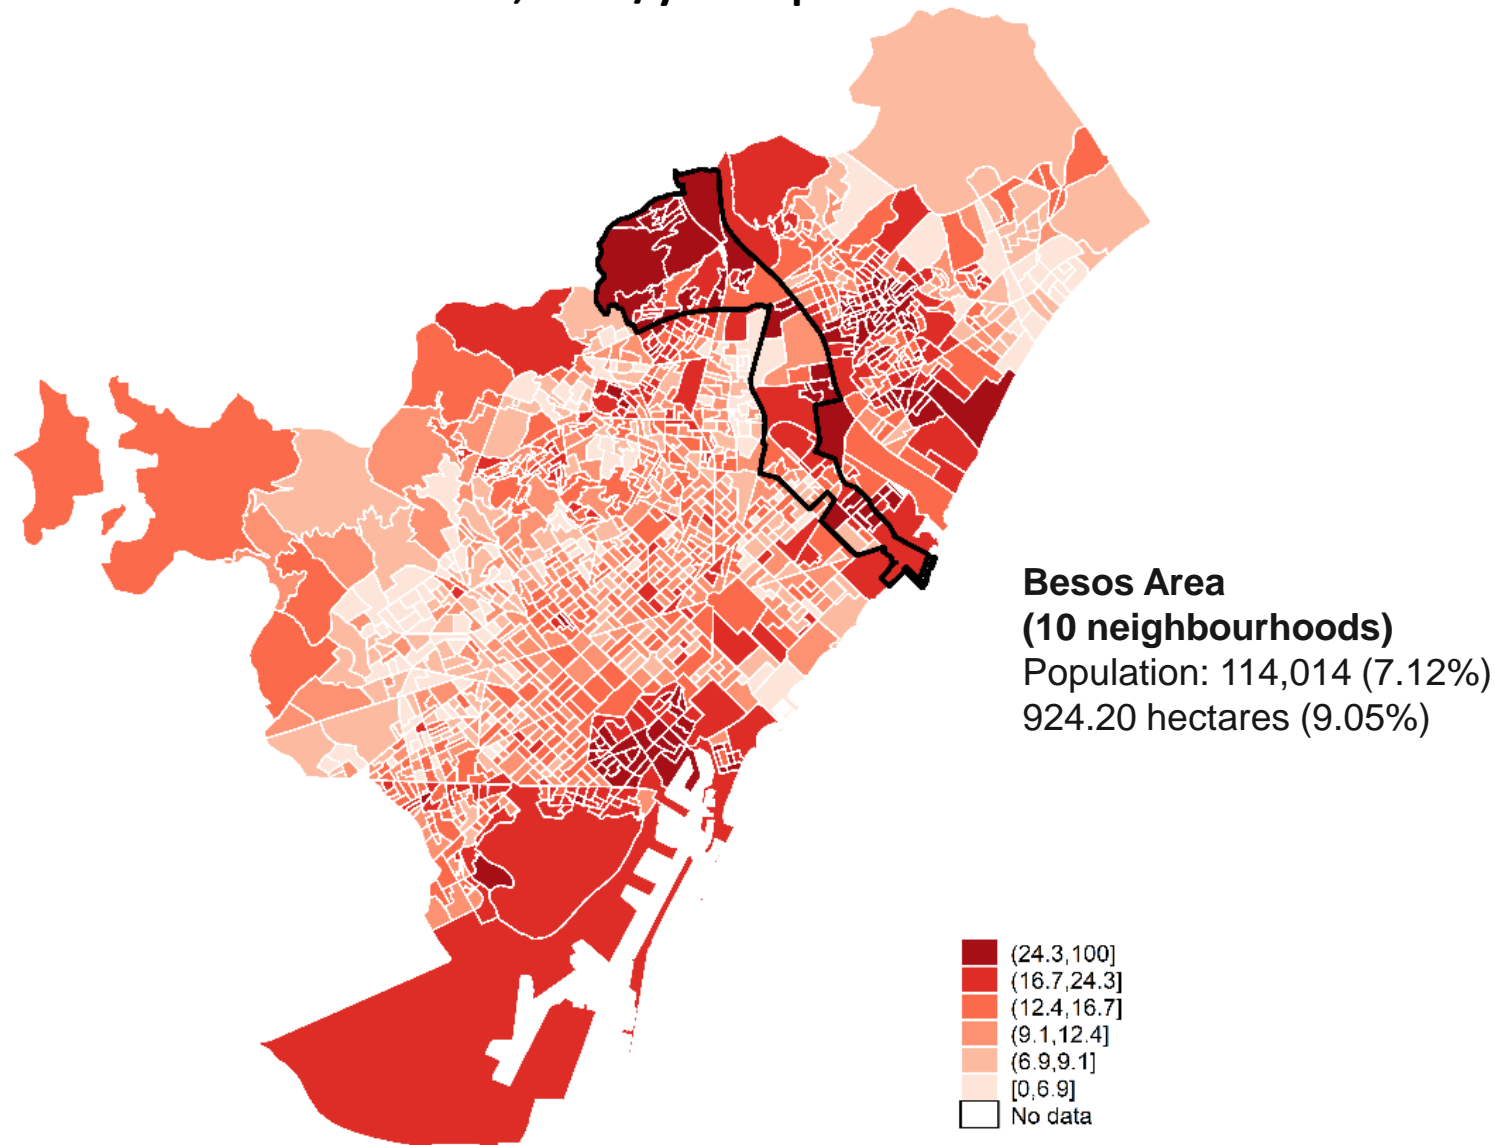 Besos Area
(10 neighbourhoods)
Population: 114,014 (7.12%)
924.20 hectares (9.05%)
(24.3,100]
(16.7,24.3]
(12.4,16.7]
(9.1,12.4]
(6.9,9.1]
[0,6.9]
No data